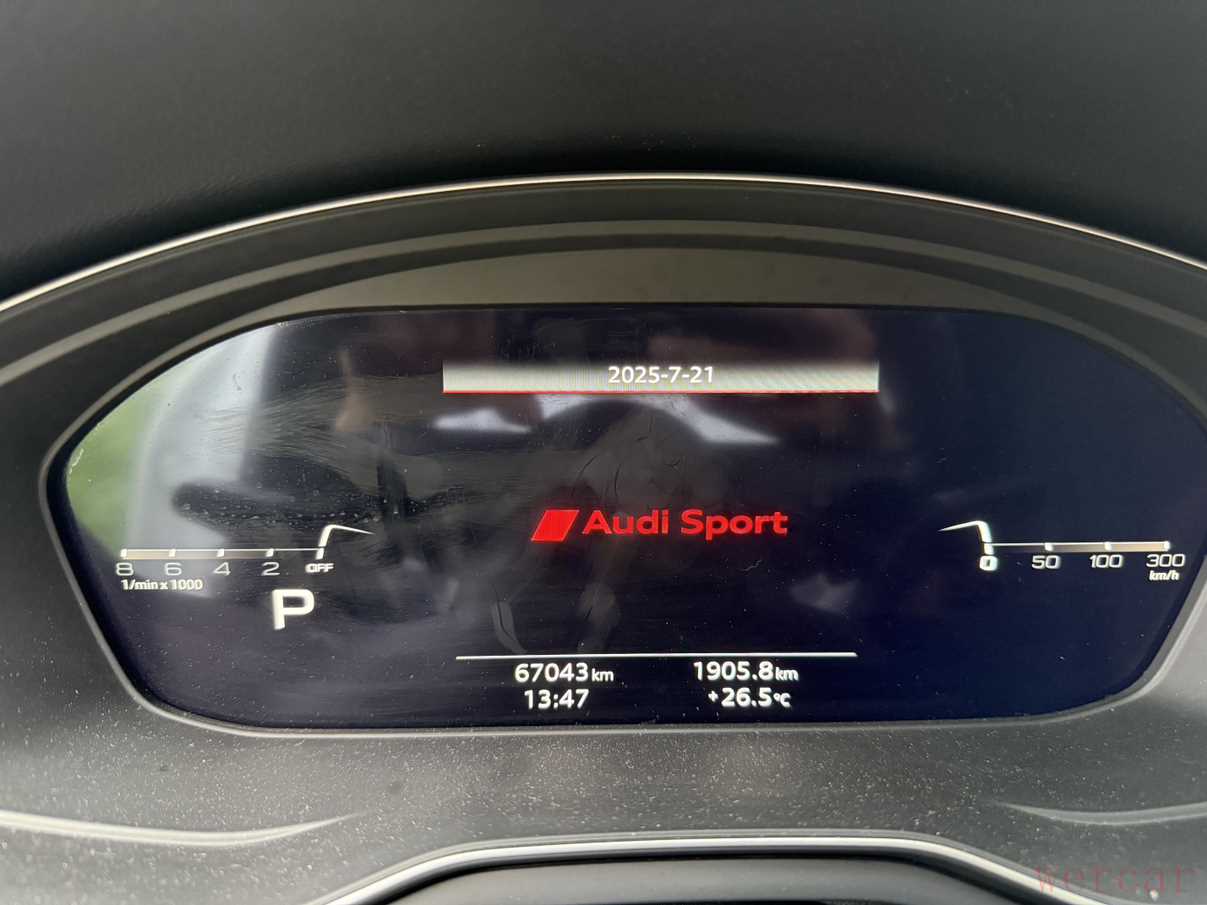 2025-7-21
Audi Sport
8 6 4 2 OFF
1/min x 1000
0 50 100 300
km/h
P
67043 km 1905.8 km
13:47 +26.5°C
wercar